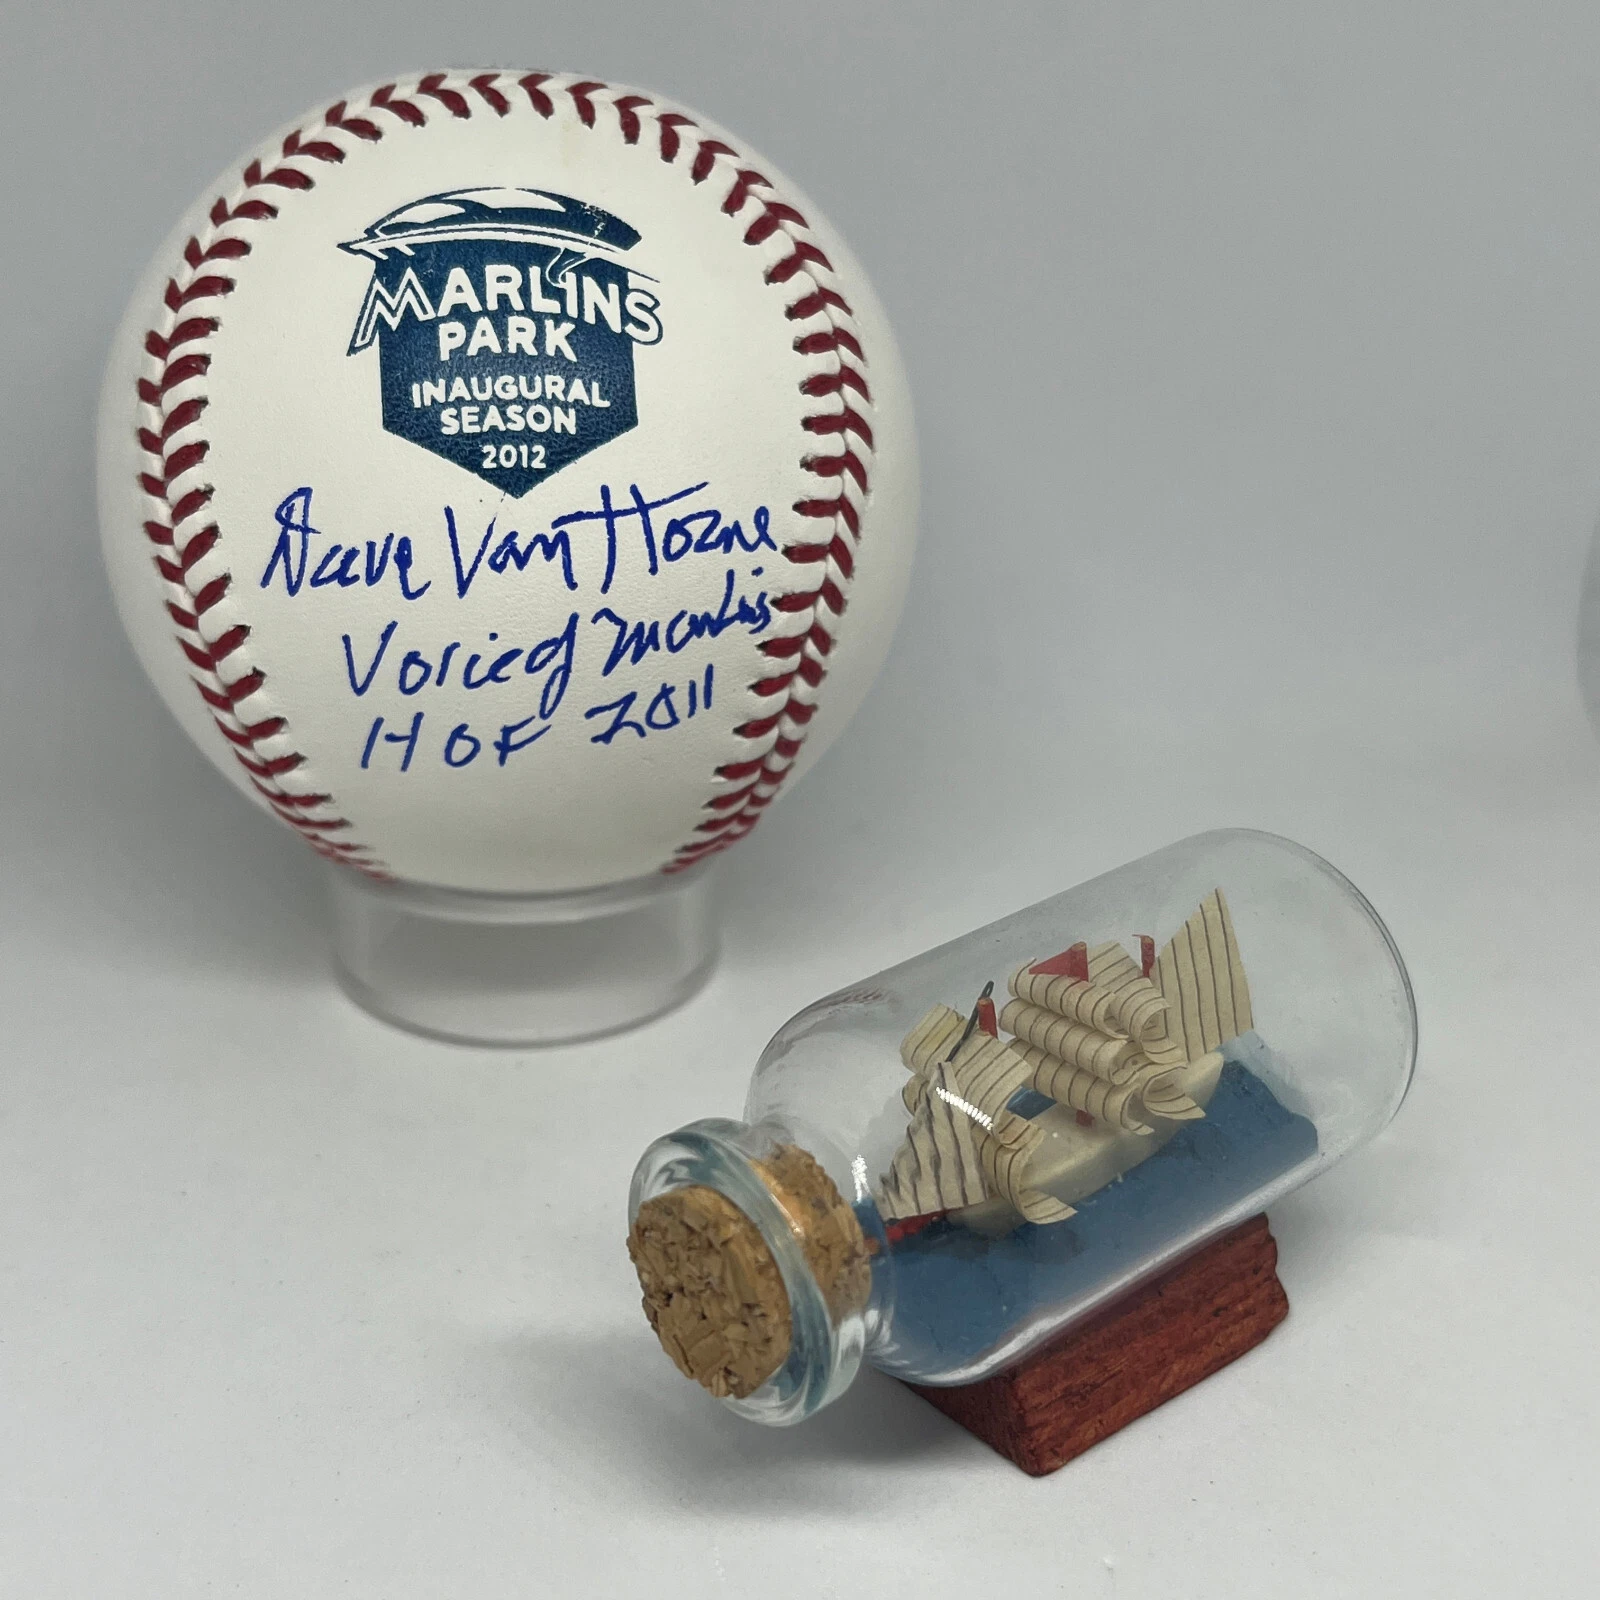 MARLINS
PARK
INAUGURAL
SEASON
2012
Dave Van Horne
Voice of Marlins
HOF 2011